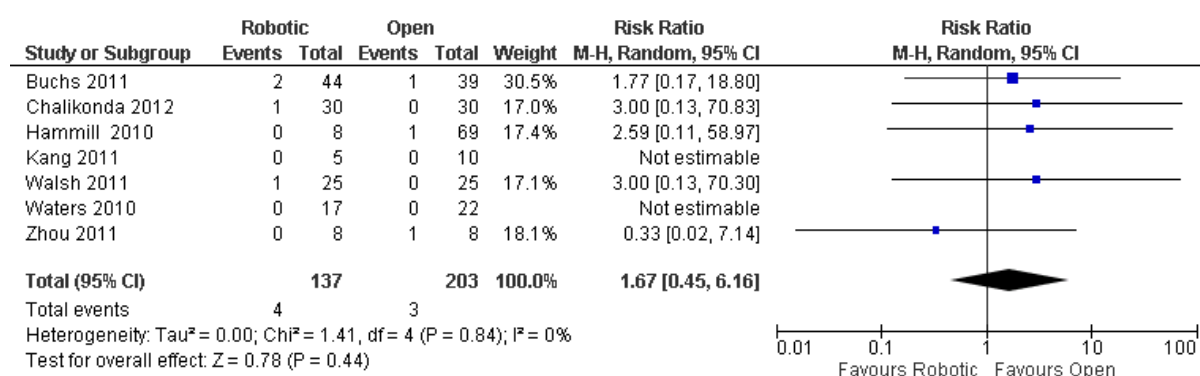 Robotic Open Risk Ratio Risk Ratio
Study or Subgroup Events Total Events Total Weight M-H, Random, 95% CI M-H, Random, 95% CI
Buchs 2011 2 44 1 39 30.5% 1.77 [0.17, 18.80]
Chalikonda 2012 1 30 0 30 17.0% 3.00 [0.13, 70.83]
Hammill 2010 0 8 1 69 17.4% 2.59 [0.11, 58.97]
Kang 2011 0 5 0 10 Not estimable
Walsh 2011 1 25 0 25 17.1% 3.00 [0.13, 70.30]
Waters 2010 0 17 0 22 Not estimable
Zhou 2011 0 8 1 8 18.1% 0.33 [0.02, 7.14]
Total (95% CI) 137 203 100.0% 1.67 [0.45, 6.16]
Total events 4 3
Heterogeneity: Tau² = 0.00; Chi² = 1.41, df = 4 (P = 0.84); I² = 0%
Test for overall effect: Z = 0.78 (P = 0.44)
0.01 0.1 1 10 100
Favours Robotic Favours Open